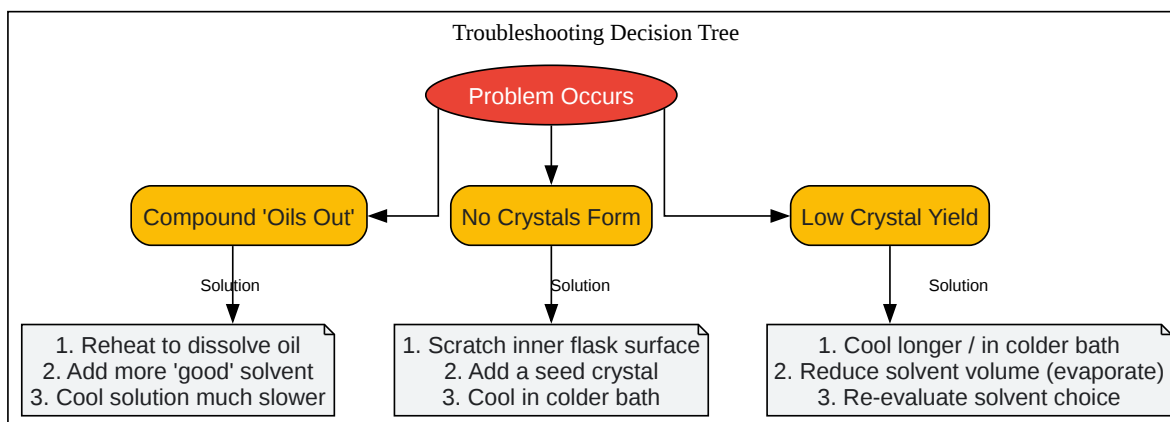 Troubleshooting Decision Tree
Problem Occurs
Compound 'Oils Out'
No Crystals Form
Low Crystal Yield
Solution
Solution
Solution
1. Reheat to dissolve oil
2. Add more 'good' solvent
3. Cool solution much slower
1. Scratch inner flask surface
2. Add a seed crystal
3. Cool in colder bath
1. Cool longer / in colder bath
2. Reduce solvent volume (evaporate)
3. Re-evaluate solvent choice